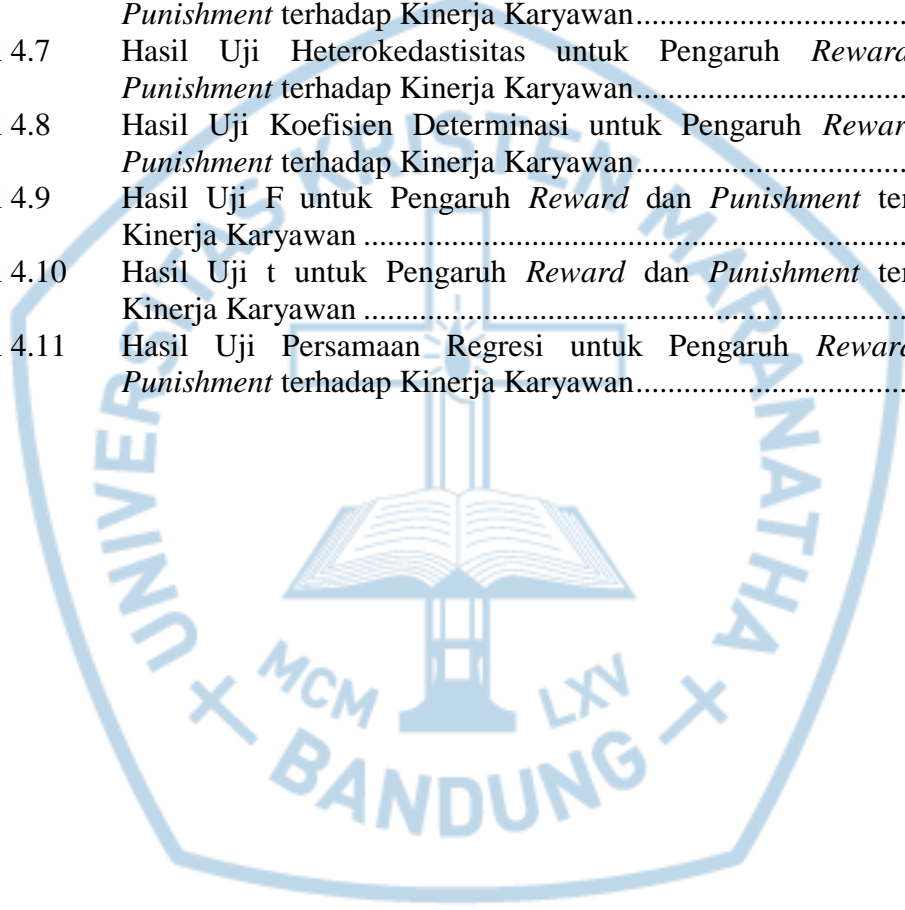 Punishment terhadap Kinerja Karyawan..................................
4.7 Hasil Uji Heterokedastisitas untuk Pengaruh Reward
Punishment terhadap Kinerja Karyawan..................................
4.8 Hasil Uji Koefisien Determinasi untuk Pengaruh Rewar
Punishment terhadap Kinerja Karyawan..................................
4.9 Hasil Uji F untuk Pengaruh Reward dan Punishment ter
Kinerja Karyawan ....................................................................
4.10 Hasil Uji t untuk Pengaruh Reward dan Punishment ter
Kinerja Karyawan ....................................................................
4.11 Hasil Uji Persamaan Regresi untuk Pengaruh Reward
Punishment terhadap Kinerja Karyawan..................................
UNIVERSITAS KRISTEN MARANATHA
MCM LXV
BANDUNG